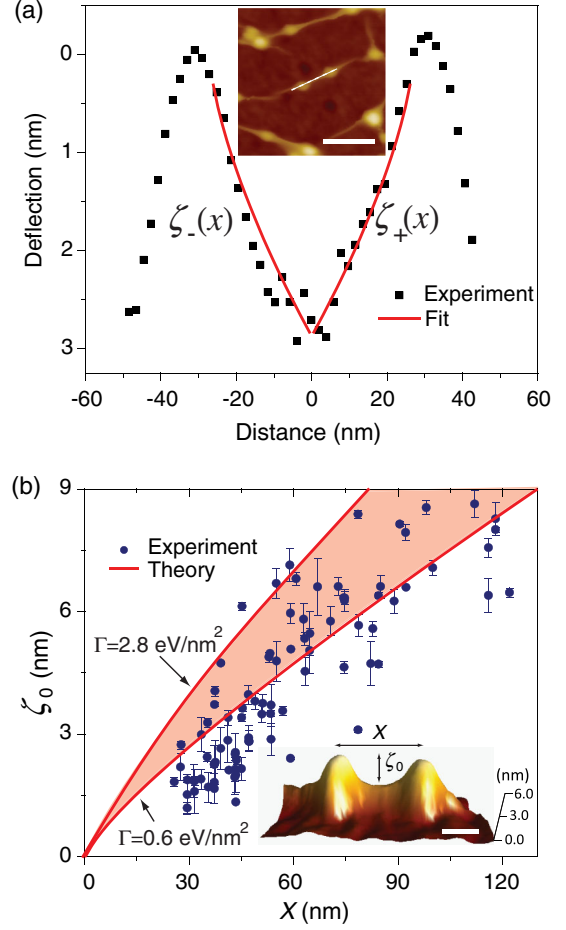 (a)
0
1
2
3
Deflection (nm)
ζ-(x)
ζ+(x)
Experiment
Fit
-60 -40 -20 0 20 40 60
Distance (nm)
(b)
9
6
3
0
ζ0 (nm)
Experiment
Theory
Γ=2.8 eV/nm2
Γ=0.6 eV/nm2
X
ζ0
(nm)
6.0
3.0
0.0
0 30 60 90 120
X (nm)